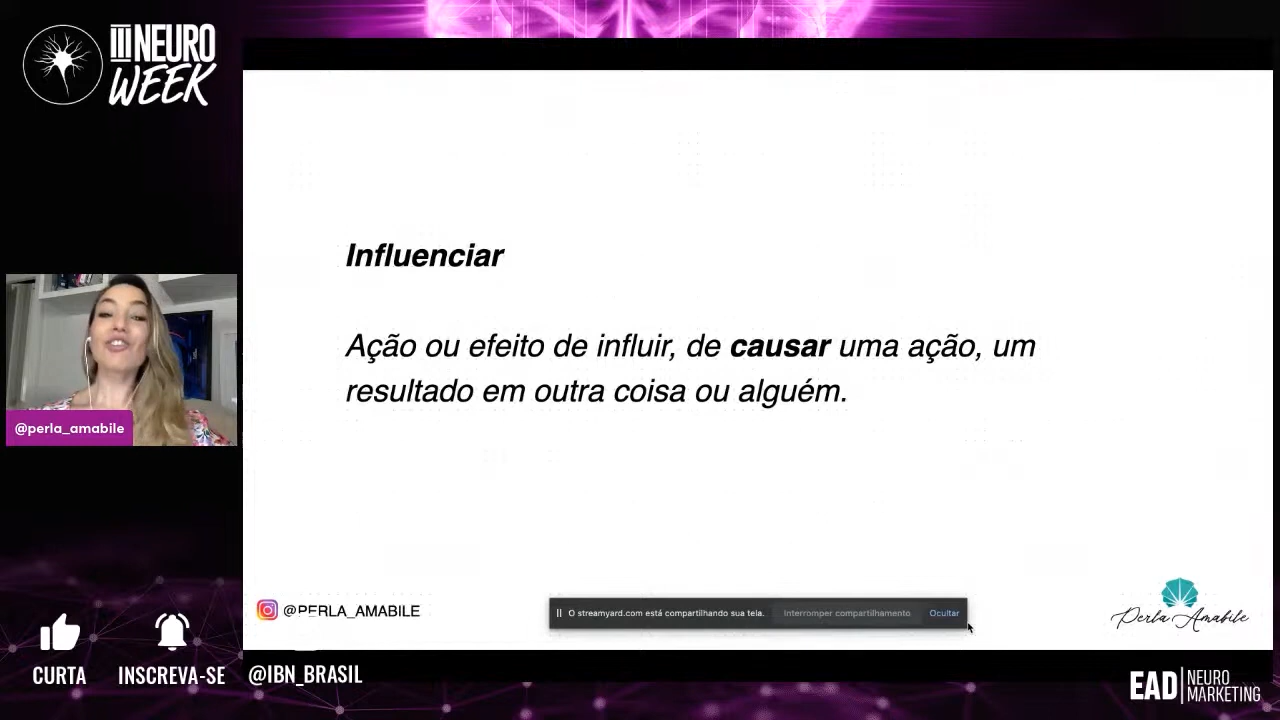 III NEURO
WEEK
Influenciar
Ação ou efeito de influir, de causar uma ação, um
resultado em outra coisa ou alguém.
@perla_amabile
@PERLA_AMABILE
O streamyard.com está compartilhando sua tela.
Interromper compartilhamento
Ocultar
Perla Amabile
CURTA
INSCREVA-SE
@IBN_BRASIL
EAD NEURO
MARKETING